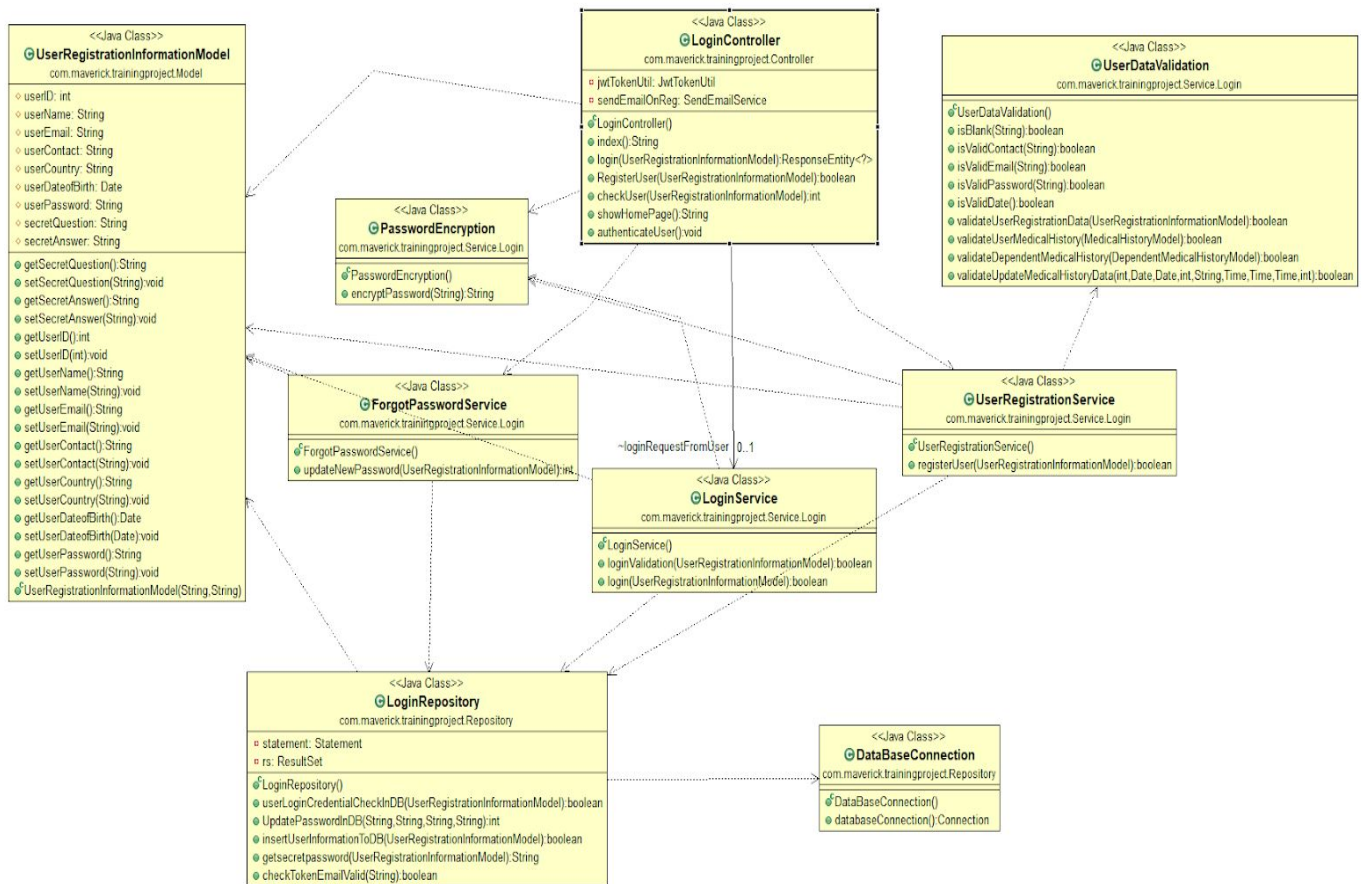 <<Java Class>>
UserRegistrationInformationModel
com.maverick.trainingproject.Model
userID: int
userName: String
userEmail: String
userContact: String
userCountry: String
userDateofBirth: Date
userPassword: String
secretQuestion: String
secretAnswer: String
getSecretQuestion():String
setSecretQuestion(String):void
getSecretAnswer():String
setSecretAnswer(String):void
getUserID():int
setUserID(int):void
getUserName():String
setUserName(String):void
getUserEmail():String
setUserEmail(String):void
getUserContact():String
setUserContact(String):void
getUserCountry():String
setUserCountry(String):void
getUserDateofBirth():Date
setUserDateofBirth(Date):void
getUserPassword():String
setUserPassword(String):void
UserRegistrationInformationModel(String,String)
<<Java Class>>
LoginController
com.maverick.trainingproject.Controller
jwtTokenUtil: JwtTokenUtil
sendEmailOnReg: SendEmailService
LoginController()
index():String
login(UserRegistrationInformationModel):ResponseEntity<?>
RegisterUser(UserRegistrationInformationModel):boolean
checkUser(UserRegistrationInformationModel):int
showHomePage():String
authenticateUser():void
<<Java Class>>
UserDataValidation
com.maverick.trainingproject.Service.Login
UserDataValidation()
isBlank(String):boolean
isValidContact(String):boolean
isValidEmail(String):boolean
isValidPassword(String):boolean
isValidDate():boolean
validateUserRegistrationData(UserRegistrationInformationModel):boolean
validateUserMedicalHistory(MedicalHistoryModel):boolean
validateDependentMedicalHistory(DependentMedicalHistoryModel):boolean
validateUpdateMedicalHistoryData(int,Date,Date,int,String,Time,Time,Time,int):boolean
<<Java Class>>
PasswordEncryption
com.maverick.trainingproject.Service.Login
PasswordEncryption()
encryptPassword(String):String
<<Java Class>>
ForgotPasswordService
com.maverick.trainingproject.Service.Login
ForgotPasswordService()
updateNewPassword(UserRegistrationInformationModel):int
~loginRequestFromUser 0..1
<<Java Class>>
LoginService
com.maverick.trainingproject.Service.Login
LoginService()
loginValidation(UserRegistrationInformationModel):boolean
login(UserRegistrationInformationModel):boolean
<<Java Class>>
UserRegistrationService
com.maverick.trainingproject.Service.Login
UserRegistrationService()
registerUser(UserRegistrationInformationModel):boolean
<<Java Class>>
LoginRepository
com.maverick.trainingproject.Repository
statement: Statement
rs: ResultSet
LoginRepository()
userLoginCredentialCheckInDB(UserRegistrationInformationModel):boolean
UpdatePasswordInDB(String,String,String,String):int
insertUserInformationToDB(UserRegistrationInformationModel):boolean
getsecretpassword(UserRegistrationInformationModel):String
checkTokenEmailValid(String):boolean
<<Java Class>>
DataBaseConnection
com.maverick.trainingproject.Repository
DataBaseConnection()
databaseConnection():Connection